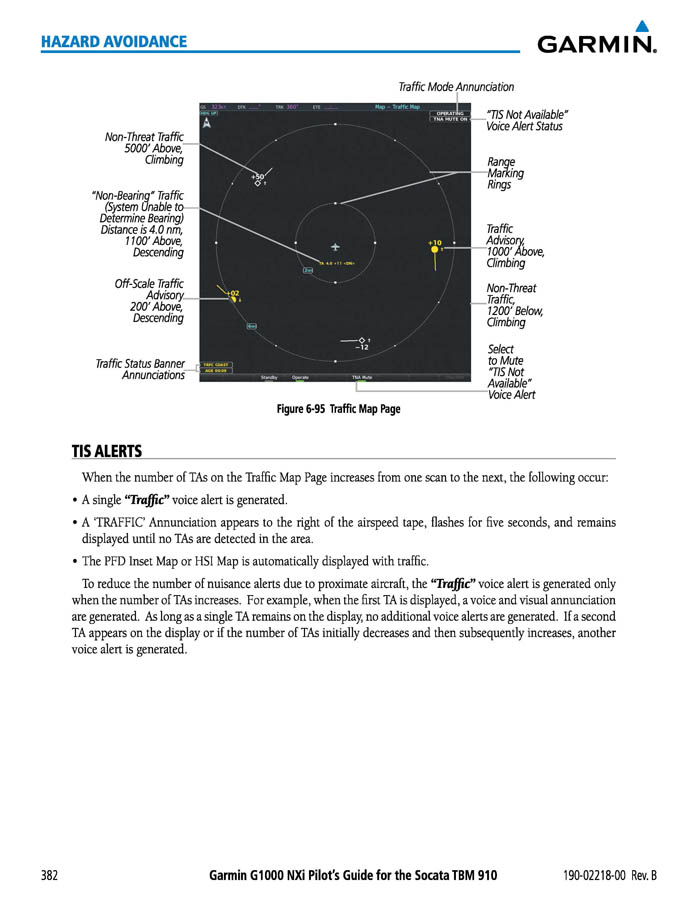 HAZARD AVOIDANCE
GARMIN
Traffic Mode Annunciation
GS 323KT DTK ___° TRK 360° ETE __:__ Map – Traffic Map
HDG UP
OPERATING
TNA MUTE ON
"TIS Not Available"
Voice Alert Status
Non-Threat Traffic
5000' Above,
Climbing
+50
Range
Marking
Rings
"Non-Bearing" Traffic
(System Unable to
Determine Bearing)
Distance is 4.0 nm,
1100' Above,
Descending
TA 4.0 +11 <DN>
2NM
+10
Traffic
Advisory,
1000' Above,
Climbing
Off-Scale Traffic
Advisory
200' Above,
Descending
+02
6NM
Non-Threat
Traffic,
1200' Below,
Climbing
−12
Traffic Status Banner
Annunciations
TRFC COAST
AGE 00:08
Standby Operate TNA Mute
Select
to Mute
"TIS Not
Available"
Voice Alert
Figure 6-95 Traffic Map Page
TIS ALERTS
When the number of TAs on the Traffic Map Page increases from one scan to the next, the following occur:
• A single "Traffic" voice alert is generated.
• A 'TRAFFIC' Annunciation appears to the right of the airspeed tape, flashes for five seconds, and remains
displayed until no TAs are detected in the area.
• The PFD Inset Map or HSI Map is automatically displayed with traffic.
To reduce the number of nuisance alerts due to proximate aircraft, the "Traffic" voice alert is generated only
when the number of TAs increases. For example, when the first TA is displayed, a voice and visual annunciation
are generated. As long as a single TA remains on the display, no additional voice alerts are generated. If a second
TA appears on the display or if the number of TAs initially decreases and then subsequently increases, another
voice alert is generated.
382 Garmin G1000 NXi Pilot's Guide for the Socata TBM 910 190-02218-00 Rev. B